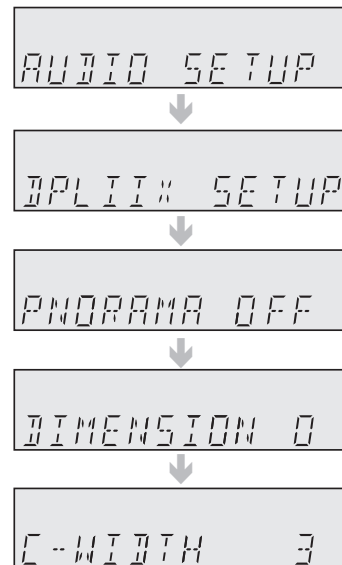 AUDIO SETUP
DPLIIx SETUP
PNORAMA OFF
DIMENSION 0
C-WIDTH 3